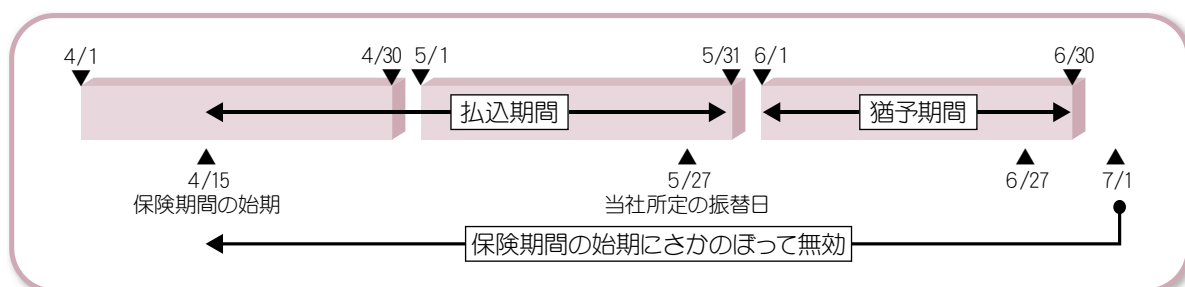 4/1 4/30 5/1 5/31 6/1 6/30
払込期間 猶予期間
4/15 5/27 6/27 7/1
保険期間の始期 当社所定の振替日
保険期間の始期にさかのぼって無効